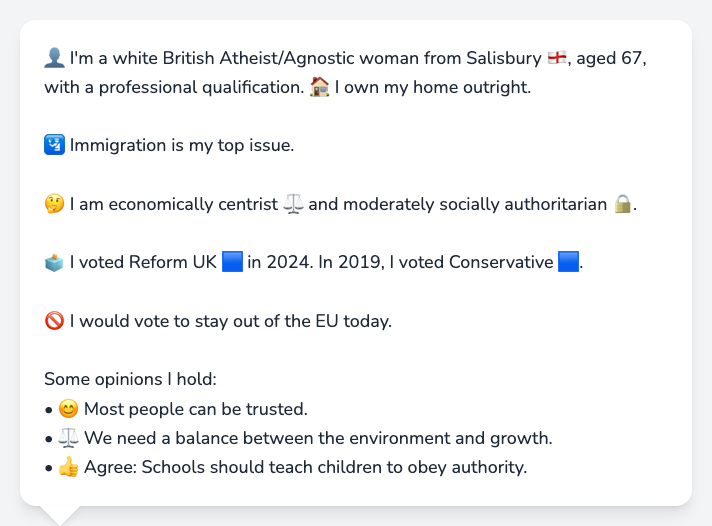 👤 I'm a white British Atheist/Agnostic woman from Salisbury 🏴󠁧󠁢󠁥󠁮󠁧󠁿, aged 67,
with a professional qualification. 🏠 I own my home outright.
🛂 Immigration is my top issue.
🤔 I am economically centrist ⚖️ and moderately socially authoritarian 🔒.
🗳️ I voted Reform UK 🟦 in 2024. In 2019, I voted Conservative 🟦.
🚫 I would vote to stay out of the EU today.
Some opinions I hold:
• 😊 Most people can be trusted.
• ⚖️ We need a balance between the environment and growth.
• 👍 Agree: Schools should teach children to obey authority.